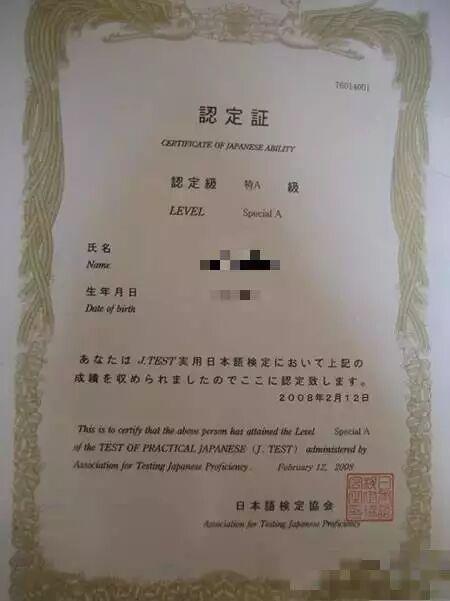 76014001
認定証
CERTIFICATE OF JAPANESE ABILITY
認定級 特A 級
LEVEL Special A
氏名
Name
生年月日
Date of birth
あなたは J.TEST実用日本語検定において上記の
成績を収められましたのでここに認定致します。
2008年2月12日
This is to certify that the above person has attained the Level Special A
of the TEST OF PRACTICAL JAPANESE (J. TEST) administered by
Association for Testing Japanese Proficiency. February 12, 2008
日本語検定協会
Association for Testing Japanese Proficiency